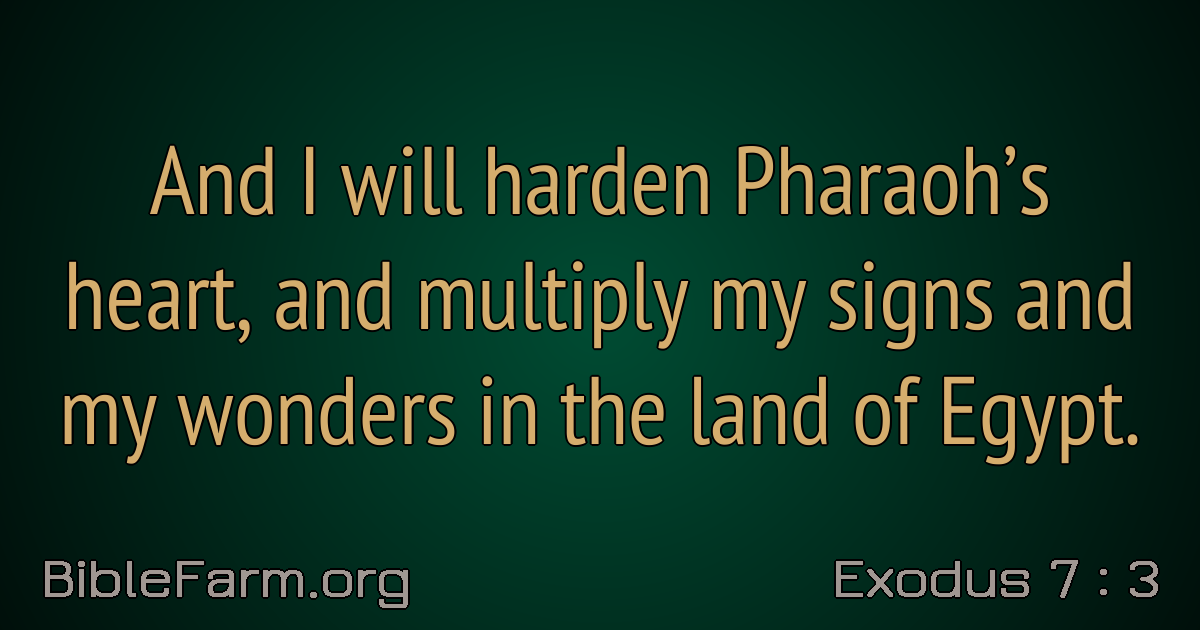 And I will harden Pharaoh’s
heart, and multiply my signs and
my wonders in the land of Egypt.
BibleFarm.org
Exodus 7 : 3